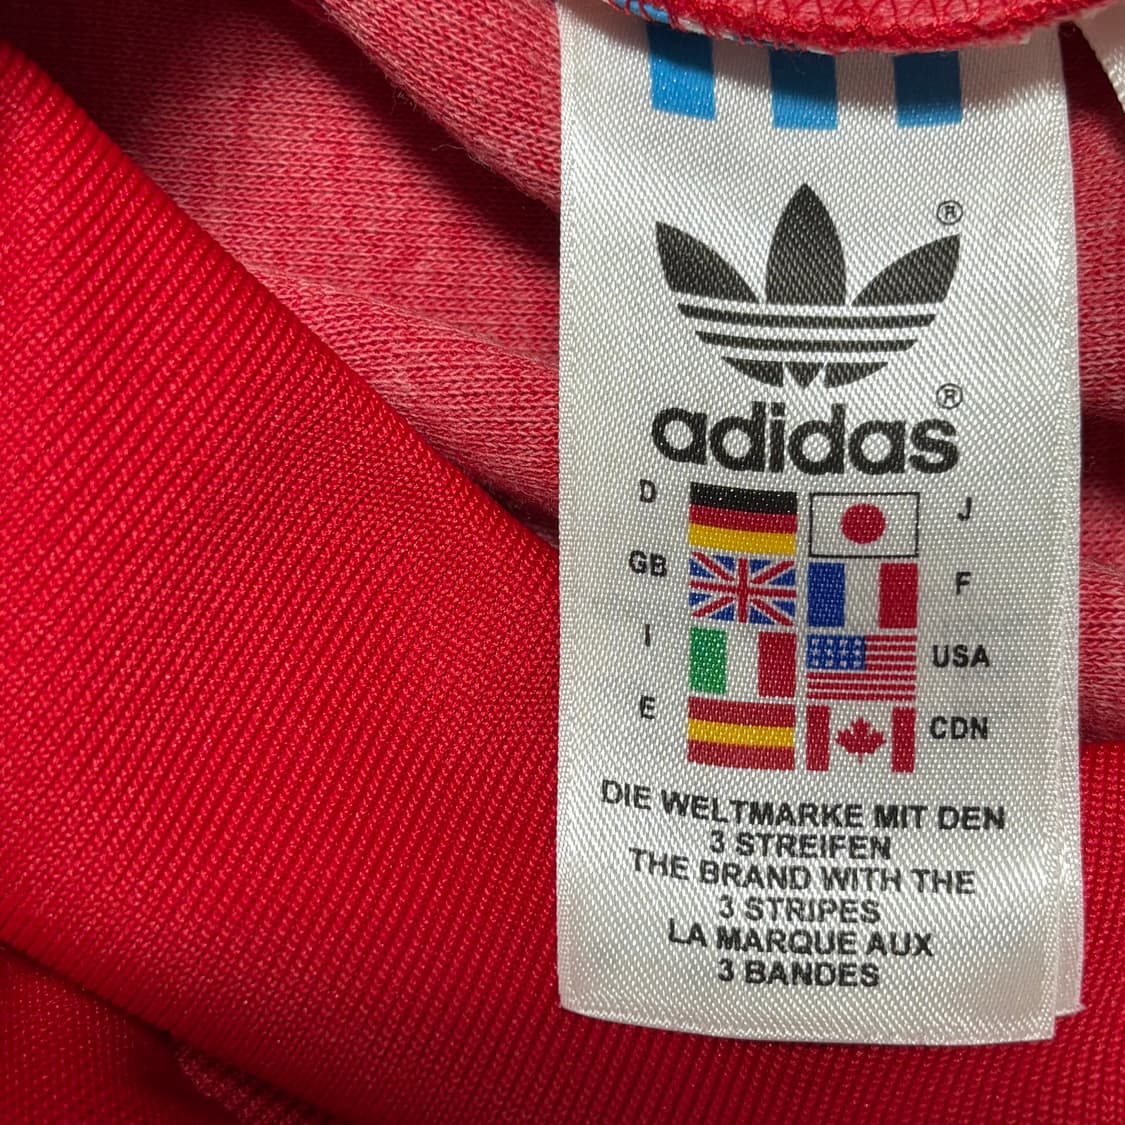 ®
adidas®
D J
GB F
I USA
E CDN
DIE WELTMARKE MIT DEN
3 STREIFEN
THE BRAND WITH THE
3 STRIPES
LA MARQUE AUX
3 BANDES